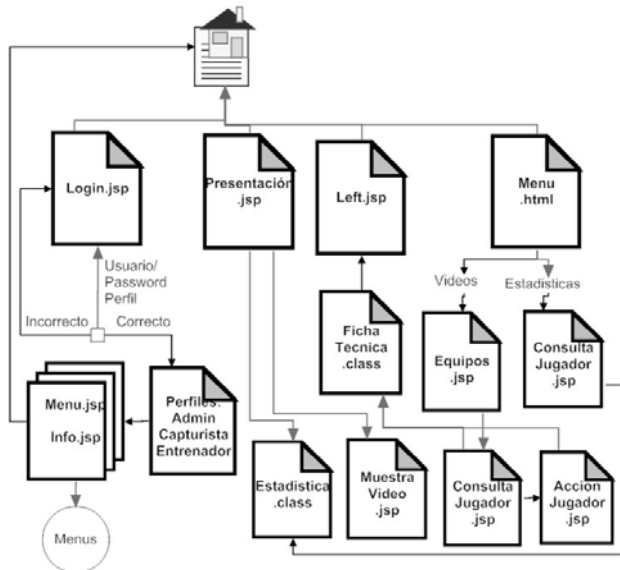 Login.jsp
Presentación
.jsp
Left.jsp
Menu
.html
Usuario/
Password
Perfil
Incorrecto
Correcto
Videos
Estadisticas
Ficha
Tecnica
.class
Equipos
.jsp
Consulta
Jugador
.jsp
Menu.jsp
Info.jsp
Perfiles:
Admin
Capturista
Entrenador
Estadistica
.class
Muestra
Video
.jsp
Consulta
Jugador
.jsp
Acción
Jugador
.jsp
Menus